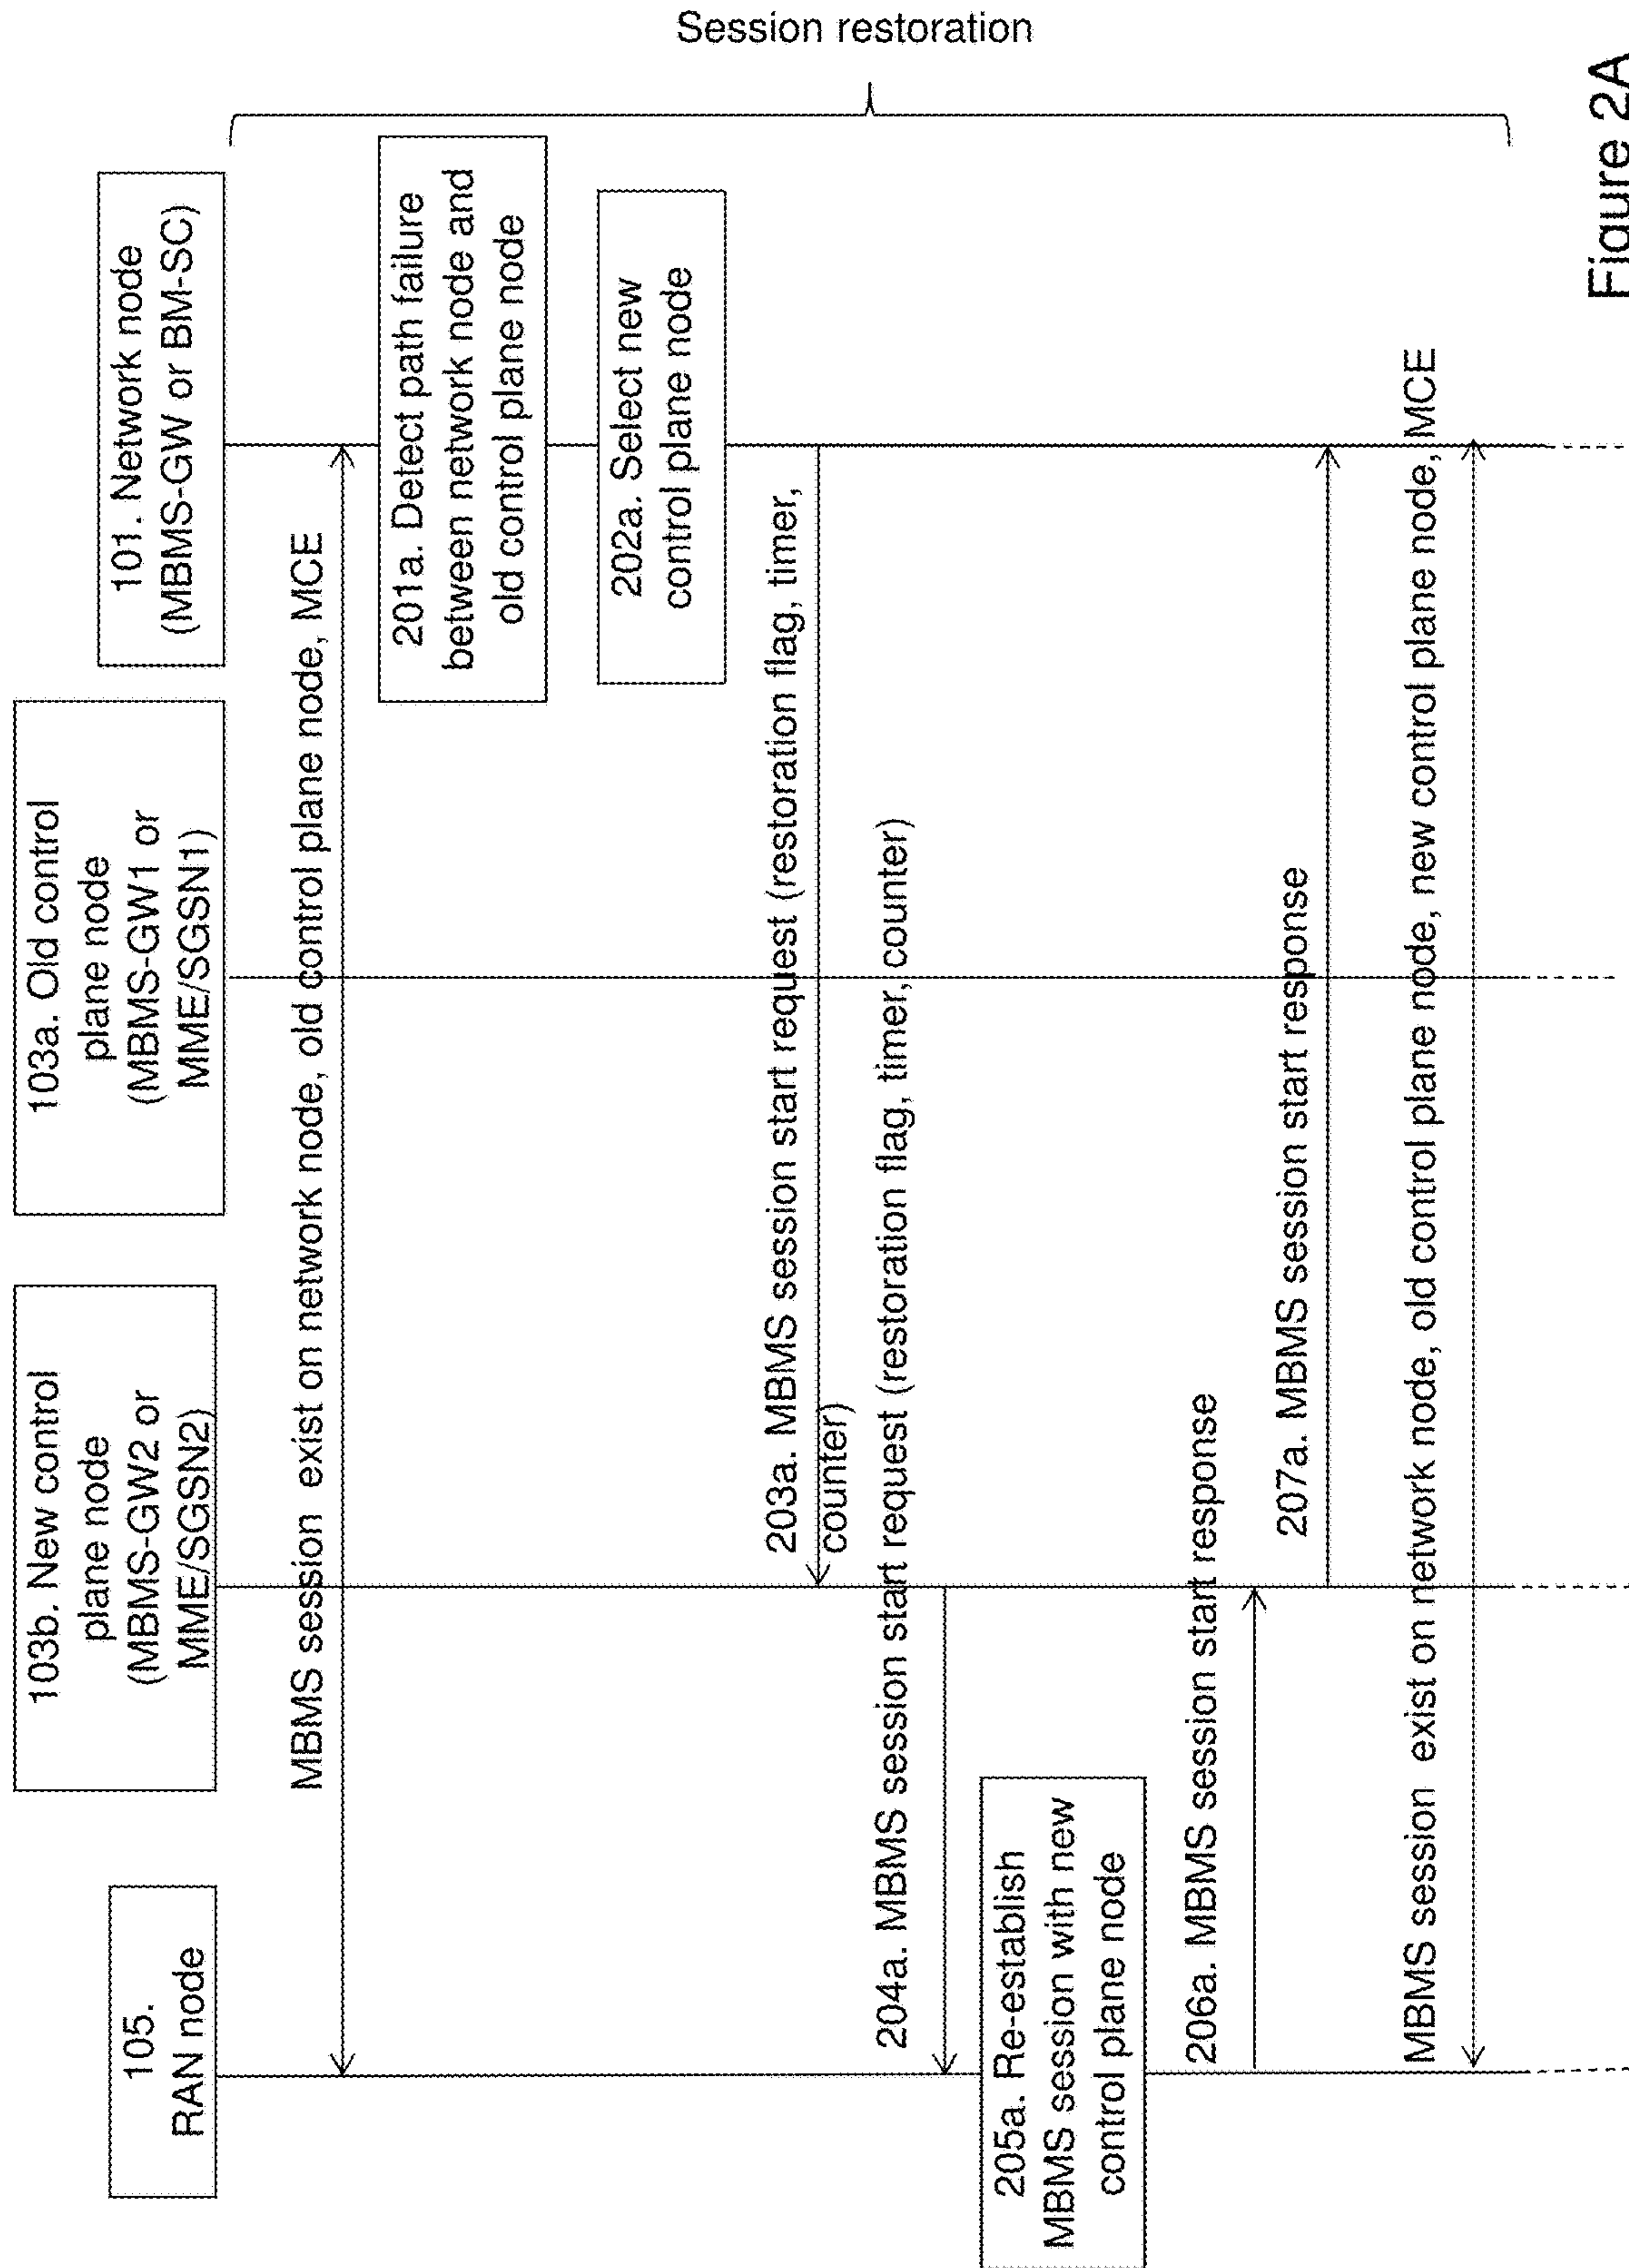 105.
RAN node
103b. New control
plane node
(MBMS-GW2 or
MME/SGSN2)
103a. Old control
plane node
(MBMS-GW1 or
MME/SGSN1)
101. Network node
(MBMS-GW or BM-SC)
MBMS session exist on network node, old control plane node, MCE
201a. Detect path failure
between network node and
old control plane node
202a. Select new
control plane node
203a. MBMS session start request (restoration flag, timer,
counter)
204a. MBMS session start request (restoration flag, timer, counter)
205a. Re-establish
MBMS session with new
control plane node
206a. MBMS session start response
207a. MBMS session start response
MBMS session exist on network node, old control plane node, new control plane node, MCE
Session restoration
Figure 2A